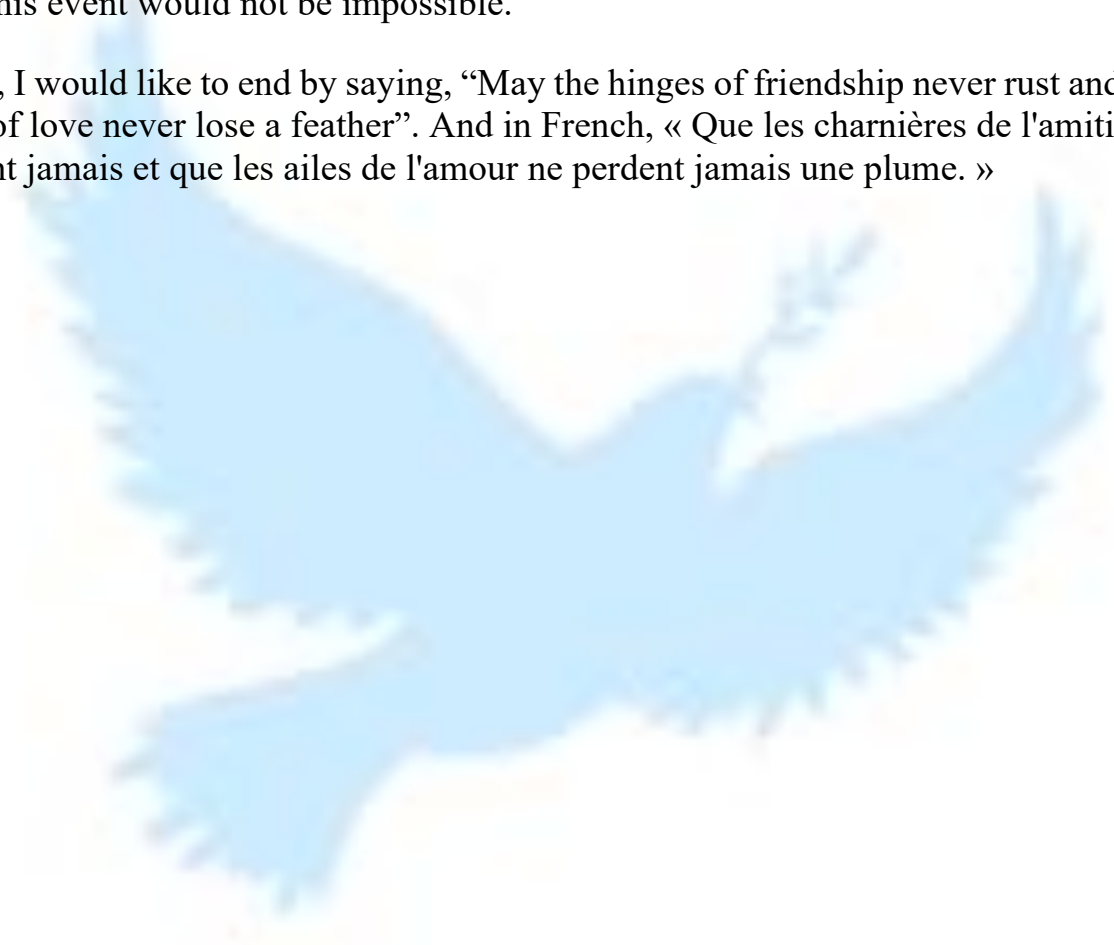 his event would not be impossible.
, I would like to end by saying, “May the hinges of friendship never rust and
of love never lose a feather”. And in French, « Que les charnières de l'amiti
nt jamais et que les ailes de l'amour ne perdent jamais une plume. »